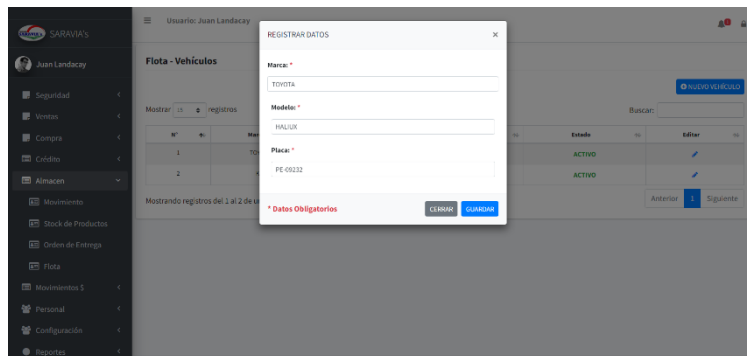 SARAVIA's
Usuario: Juan Landacay
Juan Landacay
Seguridad
Ventas
Compra
Crédito
Almacen
Movimiento
Stock de Productos
Orden de Entrega
Flota
Movimientos $
Personal
Configuración
Reportes
Flota - Vehículos
NUEVO VEHÍCULO
Mostrar
registros
Buscar:
N°
Mar
Estado
Editar
1
TOY
ACTIVO
2
ACTIVO
Mostrando registros del 1 al 2 de u
Anterior 1 Siguiente
REGISTRAR DATOS
×
Marca: *
TOYOTA
Modelo: *
HALIUX
Placa: *
PE-09232
* Datos Obligatorios
CERRAR
GUARDAR